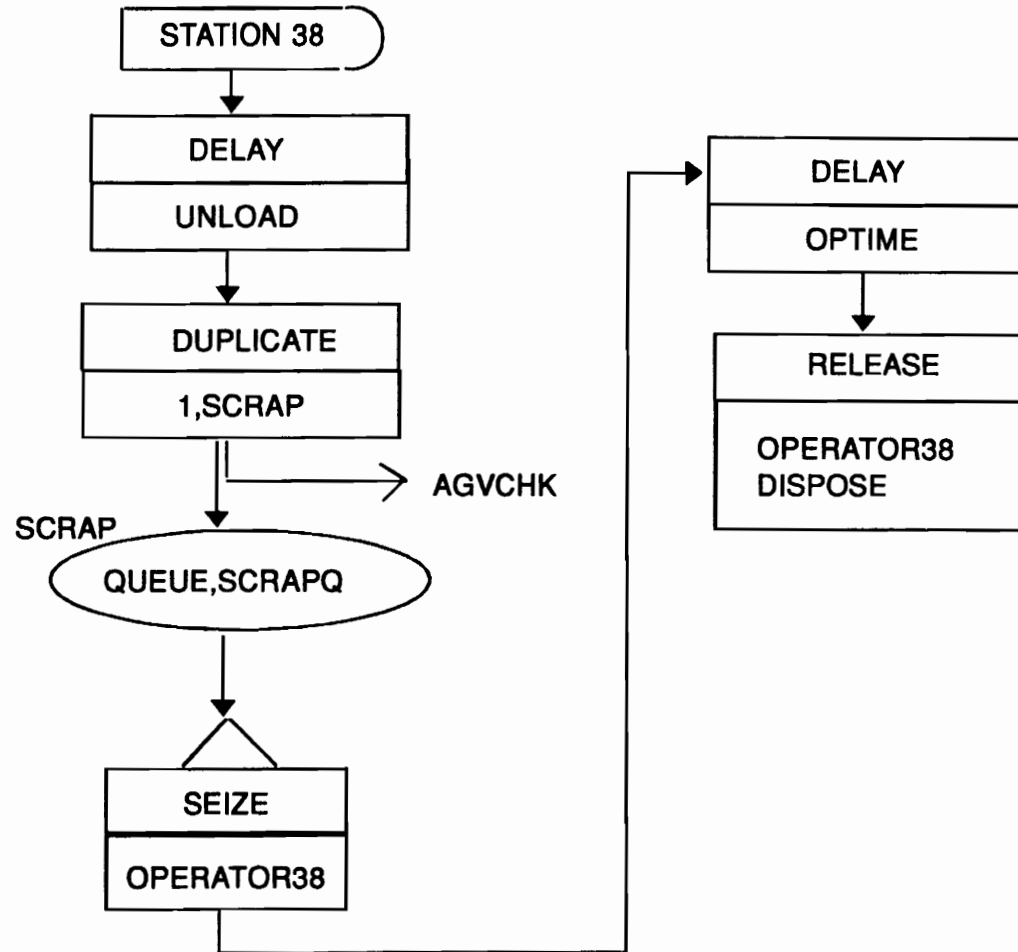 STATION 38
DELAY
UNLOAD
DUPLICATE
1,SCRAP
AGVCHK
SCRAP
QUEUE,SCRAPQ
SEIZE
OPERATOR38
DELAY
OPTIME
RELEASE
OPERATOR38
DISPOSE